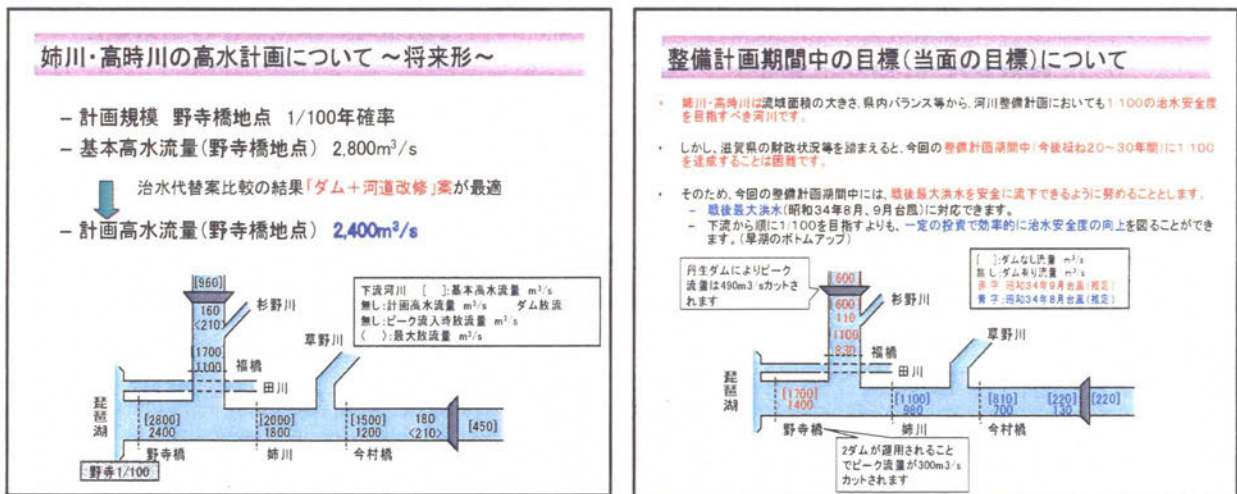 姉川・高時川の高水計画について ～将来形～
– 計画規模 野寺橋地点 1/100年確率
– 基本高水流量(野寺橋地点) 2,800m³/s
治水代替案比較の結果「ダム＋河道改修」案が最適
– 計画高水流量(野寺橋地点) 2,400m³/s
下流河川 [ ]:基本高水流量 m³/s
無し:計画高水流量 m³/s ダム放流
無し:ピーク流入時放流量 m³/s
〈 〉:最大放流量 m³/s
[960]
160
<210>
杉野川
草野川
[1700]
1100
福橋
田川
琵琶湖
[2800]
2400
[2000]
1800
[1500]
1200
180
<210>
[450]
野寺橋
姉川
今村橋
野寺1/100
整備計画期間中の目標(当面の目標)について
• 姉川・高時川は流域面積の大きさ、県内バランス等から、河川整備計画においても1/100の治水安全度
を目指すべき河川です。
• しかし、滋賀県の財政状況等を踏まえると、今回の整備計画期間中(今後概ね20～30年間)に1/100
を達成することは困難です。
• そのため、今回の整備計画期間中には、戦後最大洪水を安全に流下できるように努めることとします。
– 戦後最大洪水(昭和34年8月、9月台風)に対応できます。
– 下流から順に1/100を目指すよりも、一定の投資で効率的に治水安全度の向上を図ることができ
ます。(早湖のボトムアップ)
丹生ダムによりピーク
流量は490m3/sカットさ
れます
[ ]:ダムなし流量 m³/s
無し:ダム有り流量 m³/s
赤字:昭和34年9月台風(推定)
青字:昭和34年8月台風(推定)
[600]
[600]
110
杉野川
草野川
[1100]
830
福橋
田川
琵琶湖
[1700]
1400
[1100]
980
[810]
700
[220]
130
[220]
野寺橋
姉川
今村橋
2ダムが運用されること
でピーク流量が300m3/s
カットされます